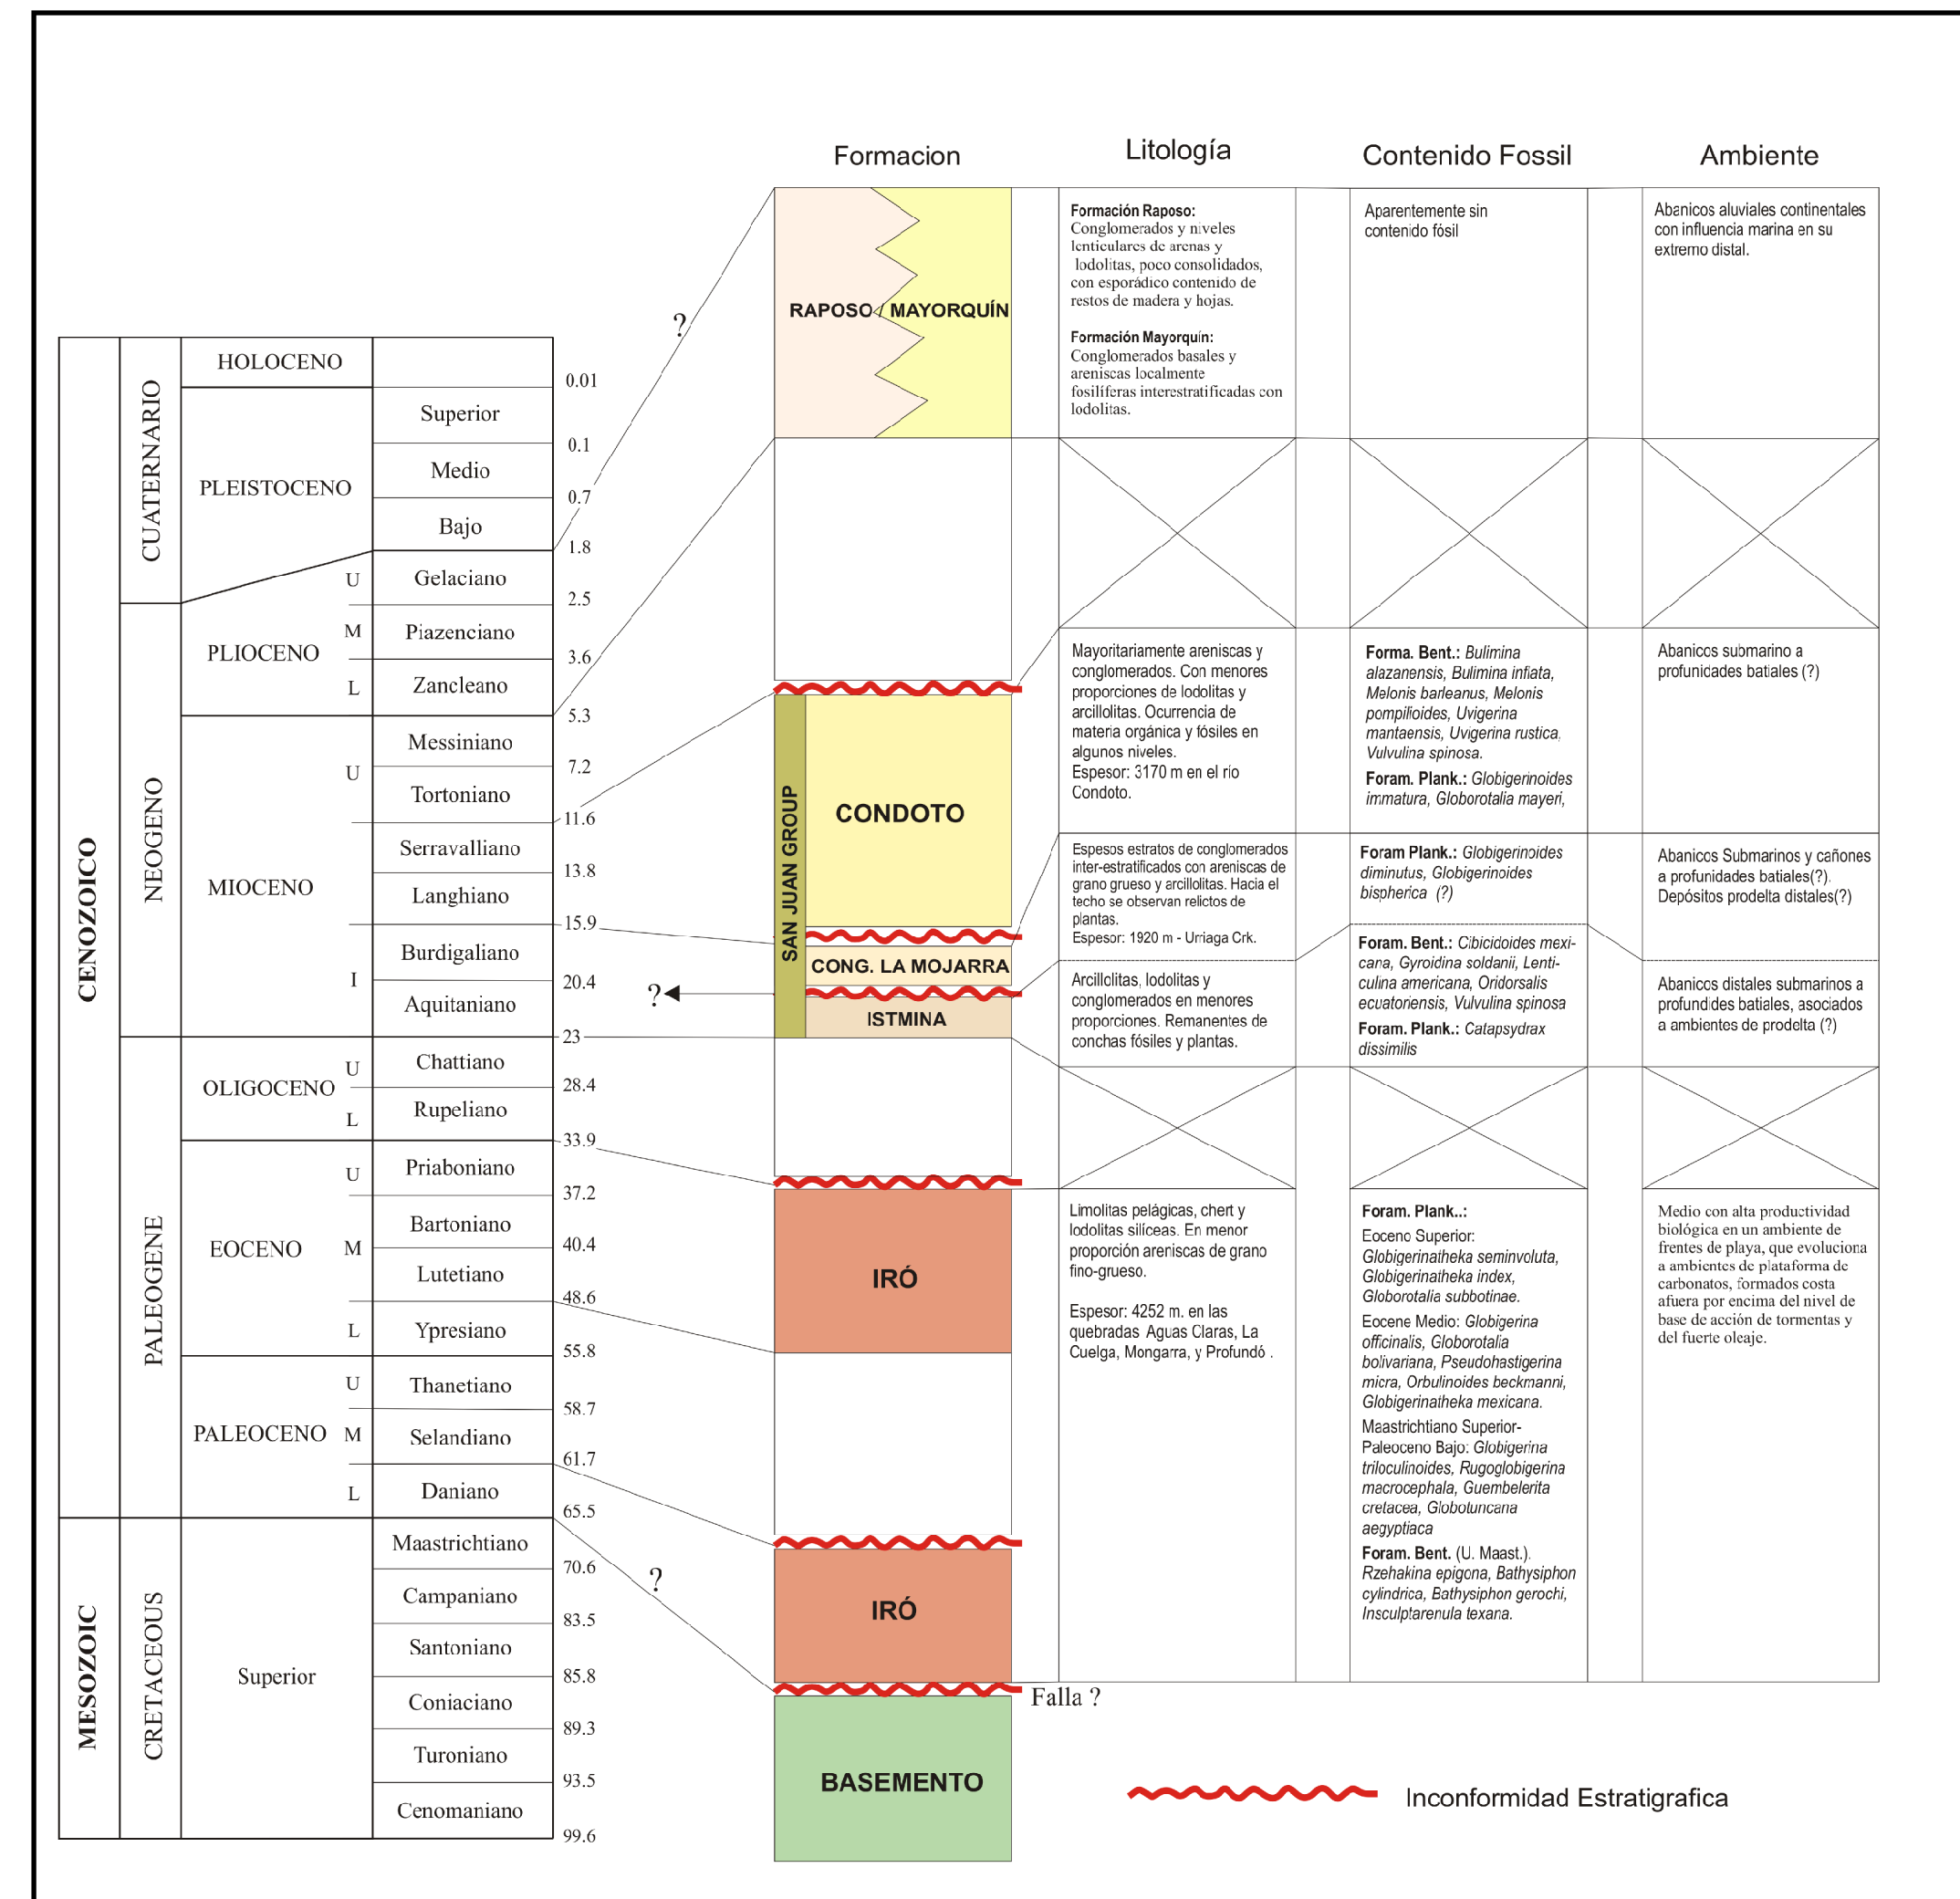 Formacion
Litología
Contenido Fossil
Ambiente
CENOZOICO
MESOZOIC
CUATERNARIO
NEOGENO
PALEOGENE
CRETACEOUS
HOLOCENO
PLEISTOCENO
PLIOCENO
MIOCENO
OLIGOCENO
EOCENO
PALEOCENO
Superior
U
M
L
U
I
U
L
U
M
L
U
M
L
Superior
Medio
Bajo
Gelaciano
Piazenciano
Zancleano
Messiniano
Tortoniano
Serravalliano
Langhiano
Burdigaliano
Aquitaniano
Chattiano
Rupeliano
Priaboniano
Bartoniano
Lutetiano
Ypresiano
Thanetiano
Selandiano
Daniano
Maastrichtiano
Campaniano
Santoniano
Coniaciano
Turoniano
Cenomaniano
0.01
0.1
0.7
1.8
2.5
3.6
5.3
7.2
11.6
13.8
15.9
20.4
23
28.4
33.9
37.2
40.4
48.6
55.8
58.7
61.7
65.5
70.6
83.5
85.8
89.3
93.5
99.6
?
?
?
RAPOSO / MAYORQUÍN
SAN JUAN GROUP
CONDOTO
CONG. LA MOJARRA
ISTMINA
IRÓ
IRÓ
BASEMENTO
Falla ?
Formación Raposo:
Conglomerados y niveles
lenticulares de arenas y
lodolitas, poco consolidados,
con esporádico contenido de
restos de madera y hojas.
Formación Mayorquín:
Conglomerados basales y
areniscas localmente
fosilíferas interestratificadas con
lodolitas.
Aparentemente sin
contenido fósil
Abanicos aluviales continentales
con influencia marina en su
extremo distal.
Mayoritariamente areniscas y
conglomerados. Con menores
proporciones de lodolitas y
arcillolitas. Ocurrencia de
materia orgánica y fósiles en
algunos niveles.
Espesor: 3170 m en el río
Condoto.
Forma. Bent.: Bulimina
alazanensis, Bulimina infiata,
Melonis barleanus, Melonis
pompilioides, Uvigerina
mantaensis, Uvigerina rustica,
Vulvulina spinosa.
Foram. Plank.: Globigerinoides
immatura, Globorotalia mayeri,
Abanicos submarino a
profunidades batiales (?)
Espesos estratos de conglomerados
inter-estratificados con areniscas de
grano grueso y arcillolitas. Hacia el
techo se observan relictos de
plantas.
Espesor: 1920 m - Urriaga Crk.
Foram Plank.: Globigerinoides
diminutus, Globigerinoides
bispherica (?)
Abanicos Submarinos y cañones
a profunidades batiales(?).
Depósitos prodelta distales(?)
Arcillclitas, lodolitas y
conglomerados en menores
proporciones. Remanentes de
conchas fósiles y plantas.
Foram. Bent.: Cibicidoides mexi-
cana, Gyroidina soldanii, Lenti-
culina americana, Oridorsalis
ecuatoriensis, Vulvulina spinosa
Foram. Plank.: Catapsydrax
dissimilis
Abanicos distales submarinos a
profundides batiales, asociados
a ambientes de prodelta (?)
Limolitas pelágicas, chert y
lodolitas silíceas. En menor
proporción areniscas de grano
fino-grueso.
Espesor: 4252 m. en las
quebradas Aguas Claras, La
Cuelga, Mongarra, y Profundó .
Foram. Plank..:
Eoceno Superior:
Globigerinatheka seminvoluta,
Globigerinatheka index,
Globorotalia subbotinae.
Eocene Medio: Globigerina
officinalis, Globorotalia
bolivariana, Pseudohastigerina
micra, Orbulinoides beckmanni,
Globigerinatheka mexicana.
Maastrichtiano Superior-
Paleoceno Bajo: Globigerina
triloculinoides, Rugoglobigerina
macrocephala, Guembelerita
cretacea, Globotuncana
aegyptiaca
Foram. Bent. (U. Maast.).
Rzehakina epigona, Bathysiphon
cylindrica, Bathysiphon gerochi,
Insculptarenula texana.
Medio con alta productividad
biológica en un ambiente de
frentes de playa, que evoluciona
a ambientes de plataforma de
carbonatos, formados costa
afuera por encima del nivel de
base de acción de tormentas y
del fuerte oleaje.
Inconformidad Estratigrafica